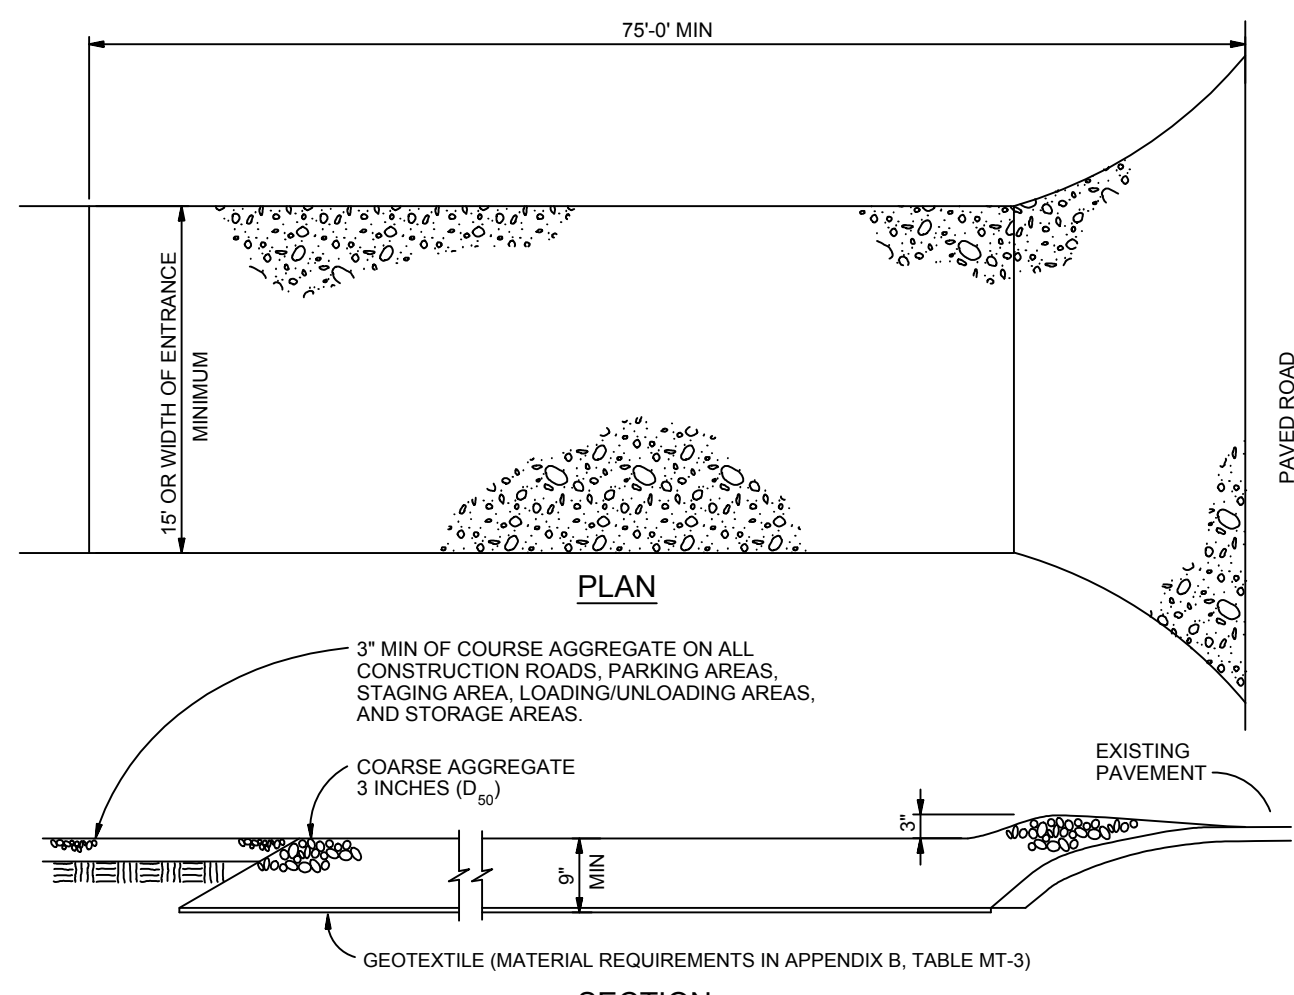 75'-0' MIN
15' OR WIDTH OF ENTRANCE
MINIMUM
PAVED ROAD
PLAN
3" MIN OF COURSE AGGREGATE ON ALL
CONSTRUCTION ROADS, PARKING AREAS,
STAGING AREA, LOADING/UNLOADING AREAS,
AND STORAGE AREAS.
COARSE AGGREGATE
3 INCHES (D50)
EXISTING
PAVEMENT
3"
9"
MIN
GEOTEXTILE (MATERIAL REQUIREMENTS IN APPENDIX B, TABLE MT-3)
SECTION